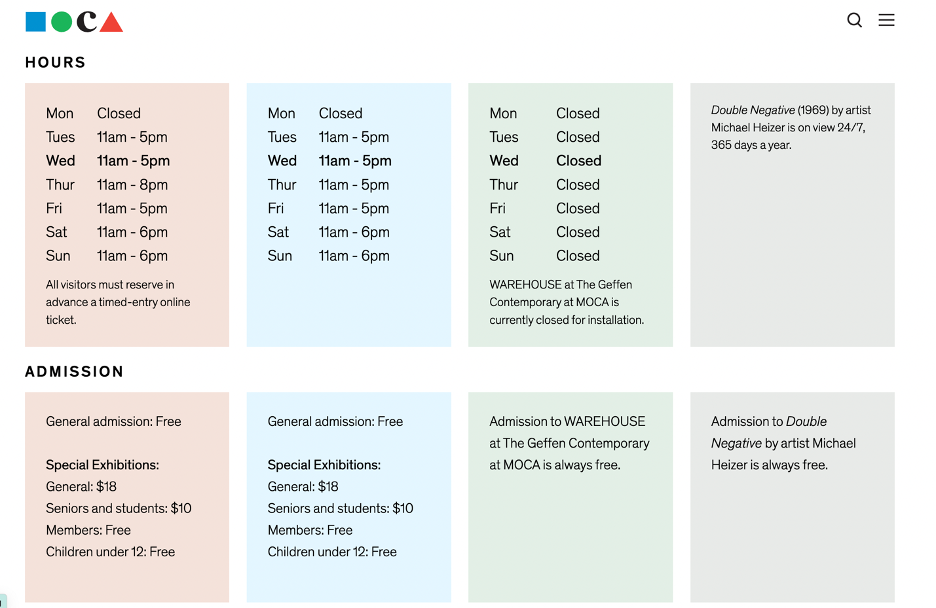 MOCA
HOURS
Mon Closed
Tues 11am - 5pm
Wed 11am - 5pm
Thur 11am - 8pm
Fri 11am - 5pm
Sat 11am - 6pm
Sun 11am - 6pm
All visitors must reserve in
advance a timed-entry online
ticket.
Mon Closed
Tues 11am - 5pm
Wed 11am - 5pm
Thur 11am - 5pm
Fri 11am - 5pm
Sat 11am - 6pm
Sun 11am - 6pm
Mon Closed
Tues Closed
Wed Closed
Thur Closed
Fri Closed
Sat Closed
Sun Closed
WAREHOUSE at The Geffen
Contemporary at MOCA is
currently closed for installation.
Double Negative (1969) by artist
Michael Heizer is on view 24/7,
365 days a year.
ADMISSION
General admission: Free
Special Exhibitions:
General: $18
Seniors and students: $10
Members: Free
Children under 12: Free
General admission: Free
Special Exhibitions:
General: $18
Seniors and students: $10
Members: Free
Children under 12: Free
Admission to WAREHOUSE
at The Geffen Contemporary
at MOCA is always free.
Admission to Double
Negative by artist Michael
Heizer is always free.